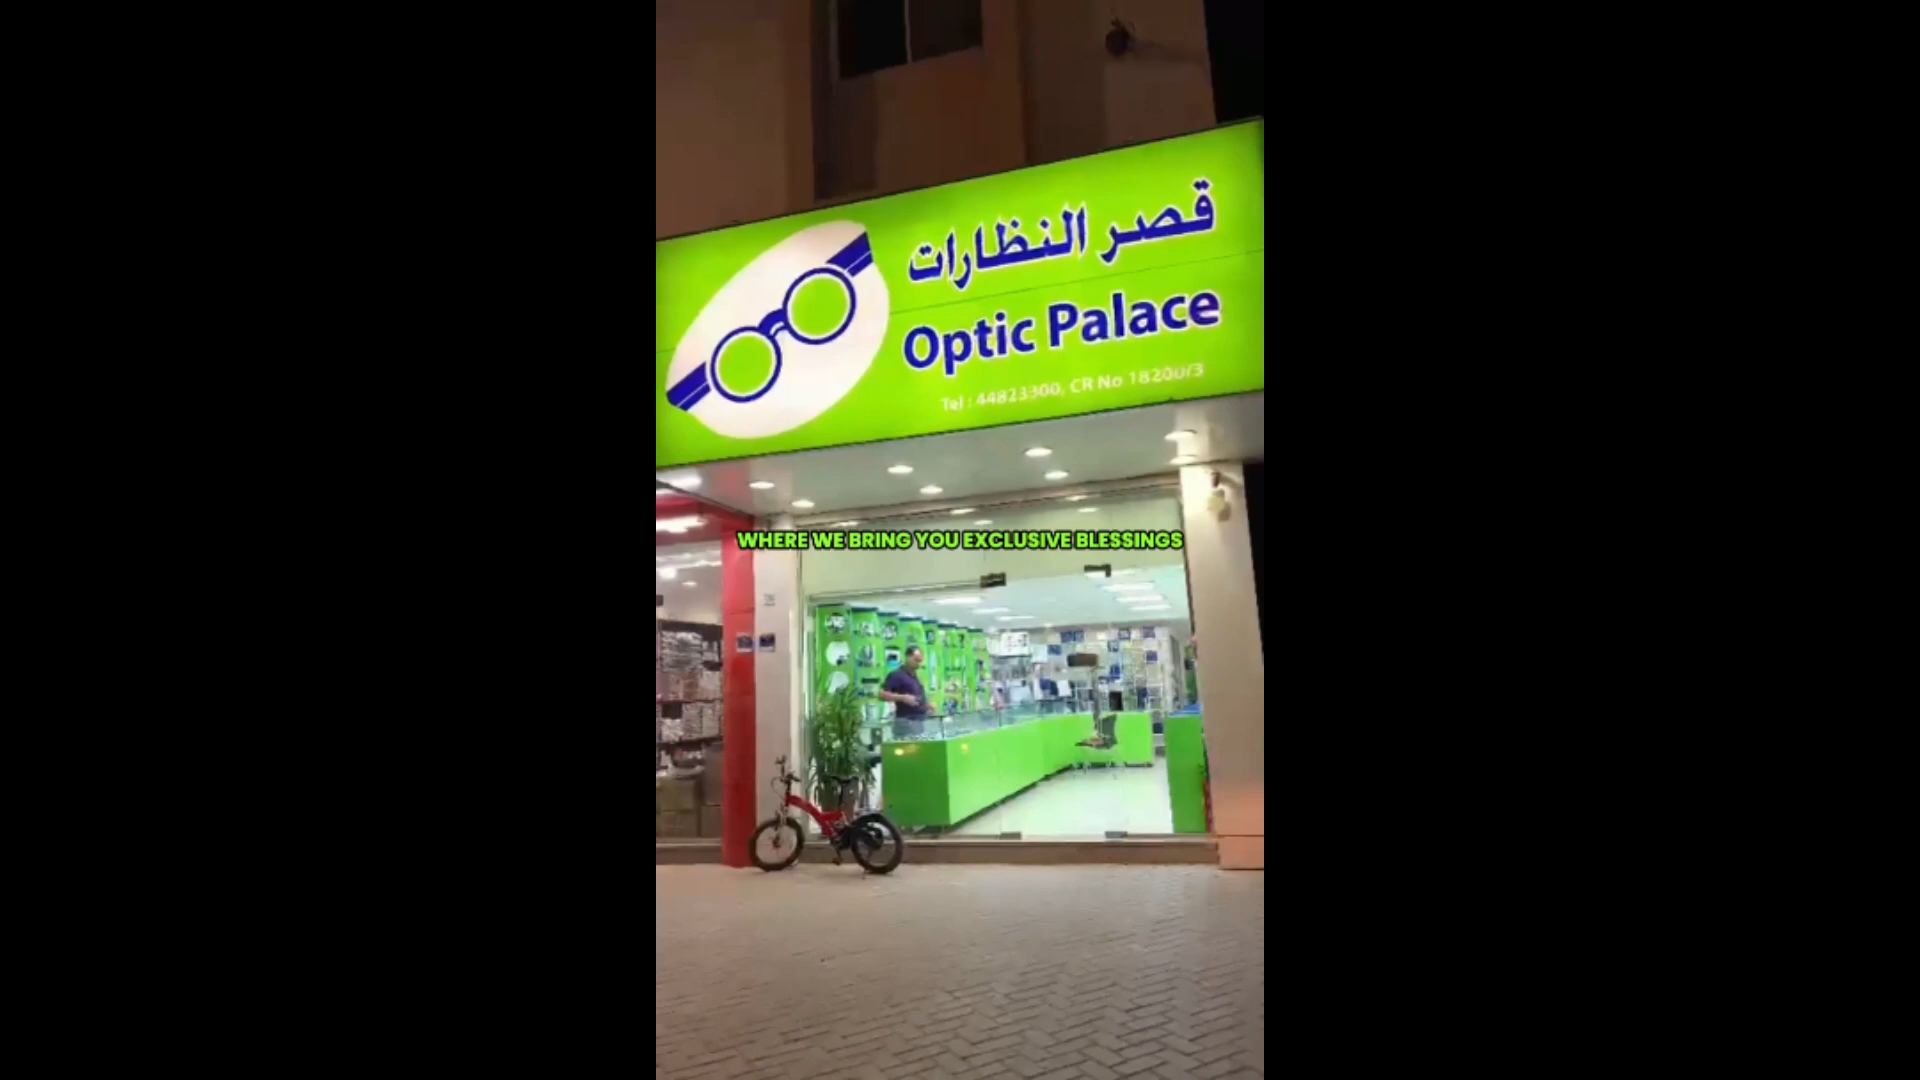 قصر النظارات
Optic Palace
Tel : 44823300, CR No 18200/3
WHERE WE BRING YOU EXCLUSIVE BLESSINGS